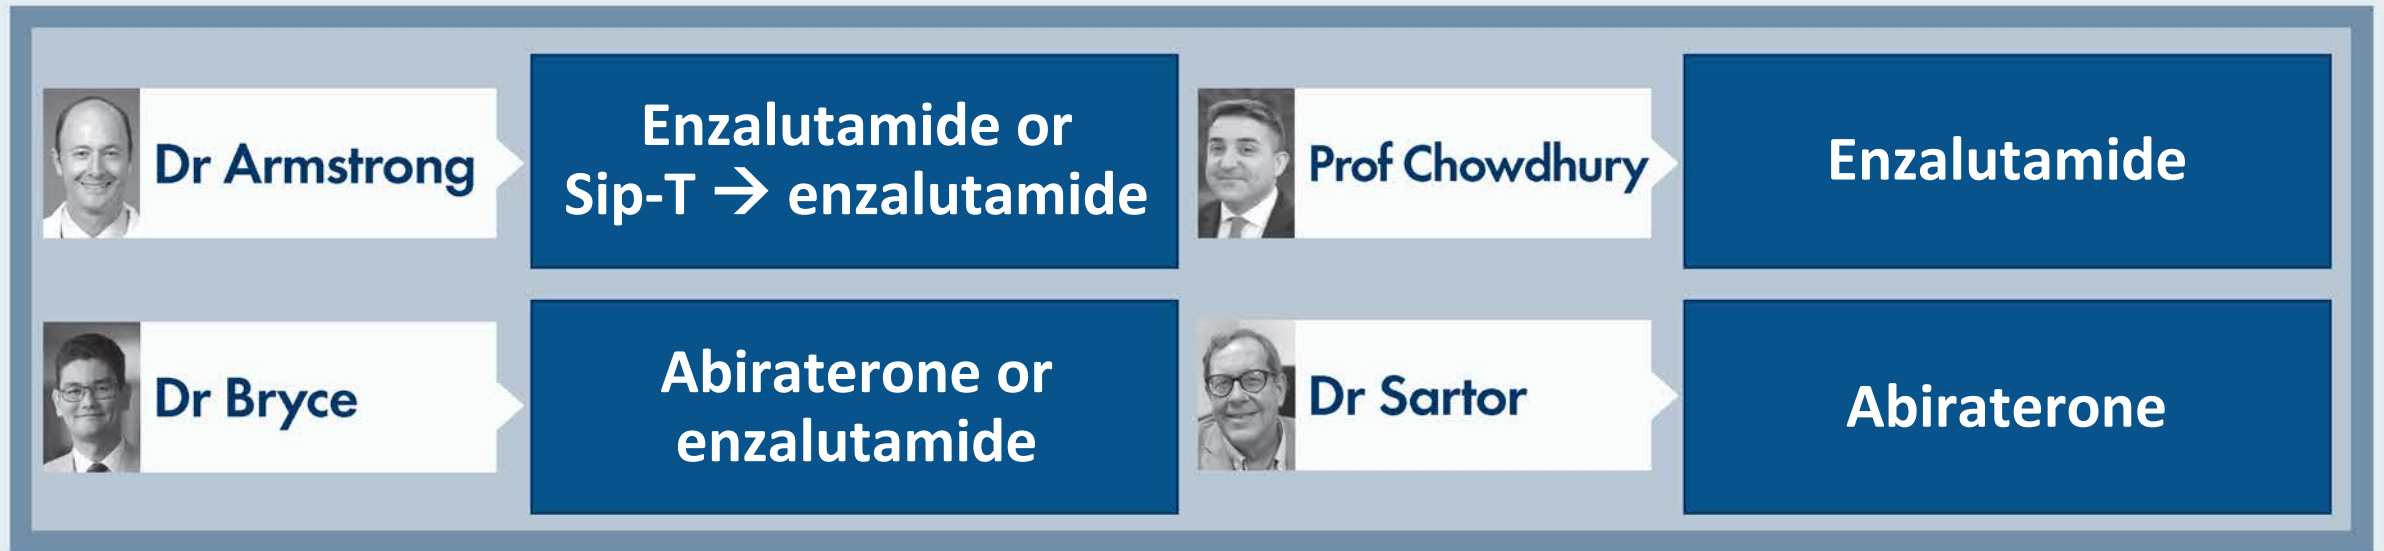 Dr Armstrong
Enzalutamide or
Sip-T → enzalutamide
Prof Chowdhury
Enzalutamide
Dr Bryce
Abiraterone or
enzalutamide
Dr Sartor
Abiraterone